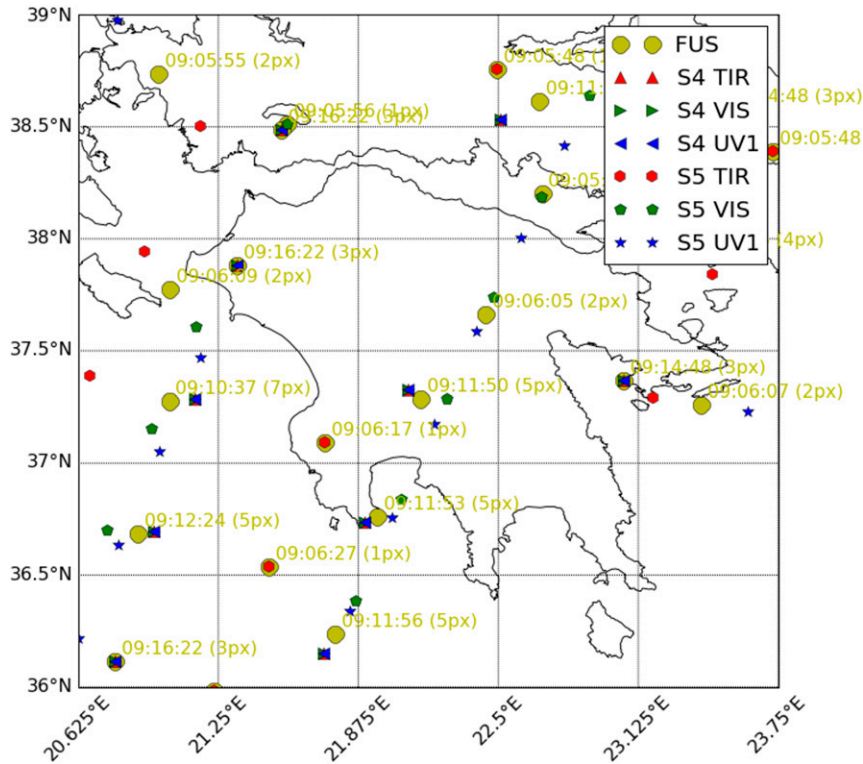 39°N
38.5°N
38°N
37.5°N
37°N
36.5°N
36°N
20.625°E
21.25°E
21.875°E
22.5°E
23.125°E
23.75°E
FUS
S4 TIR
S4 VIS
S4 UV1
S5 TIR
S5 VIS
S5 UV1
09:05:55 (2px)
09:05:48
09:05:56 (1px)
09:16:22 (3px)
09:11:
4:48 (3px)
09:05:48
09:05:
(4px)
09:16:22 (3px)
09:06:09 (2px)
09:06:05 (2px)
09:14:48 (3px)
09:06:07 (2px)
09:10:37 (7px)
09:11:50 (5px)
09:06:17 (1px)
09:11:53 (5px)
09:12:24 (5px)
09:06:27 (1px)
09:11:56 (5px)
09:16:22 (3px)